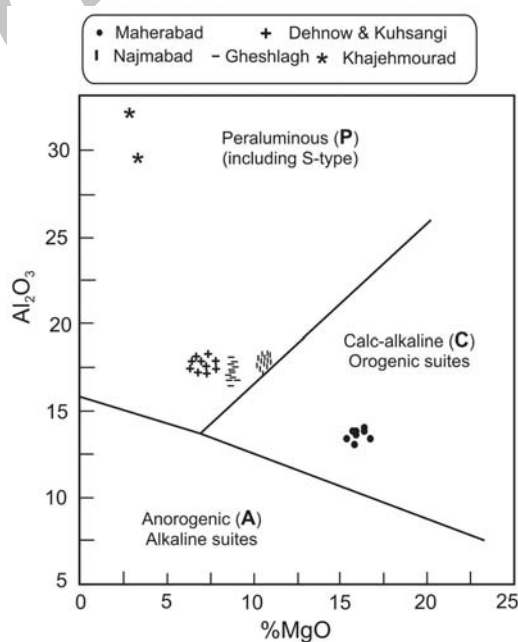 • Maherabad + Dehnow & Kuhsangi
ı Najmabad - Gheshlagh * Khajehmourad
Peraluminous (P)
(including S-type)
Calc-alkaline (C)
Orogenic suites
Anorogenic (A)
Alkaline suites
Al₂O₃
30
25
20
15
10
5
0 5 10 15 20 25
%MgO